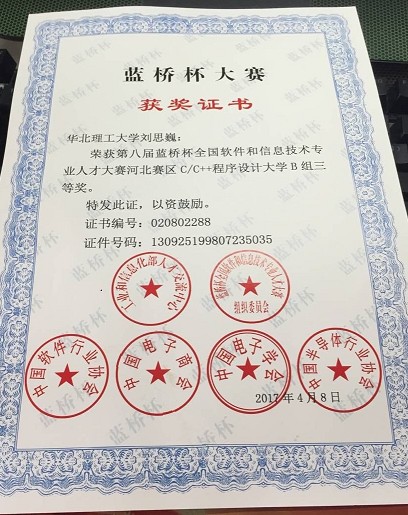 蓝桥杯大赛
获奖证书
华北理工大学刘思巍：
荣获第八届蓝桥杯全国软件和信息技术专
业人才大赛河北赛区 C/C++程序设计大学 B 组三
等奖。
特发此证，以资鼓励。
证书编号：020802288
证件号码：130925199807235035
工业和信息化部人才交流中心
蓝桥杯全国软件和信息技术专业人才大赛
组织委员会
中国软件行业协会
中国电子商会
中国电子学会
中国半导体行业协会
2017 年 4 月 8 日
蓝桥杯